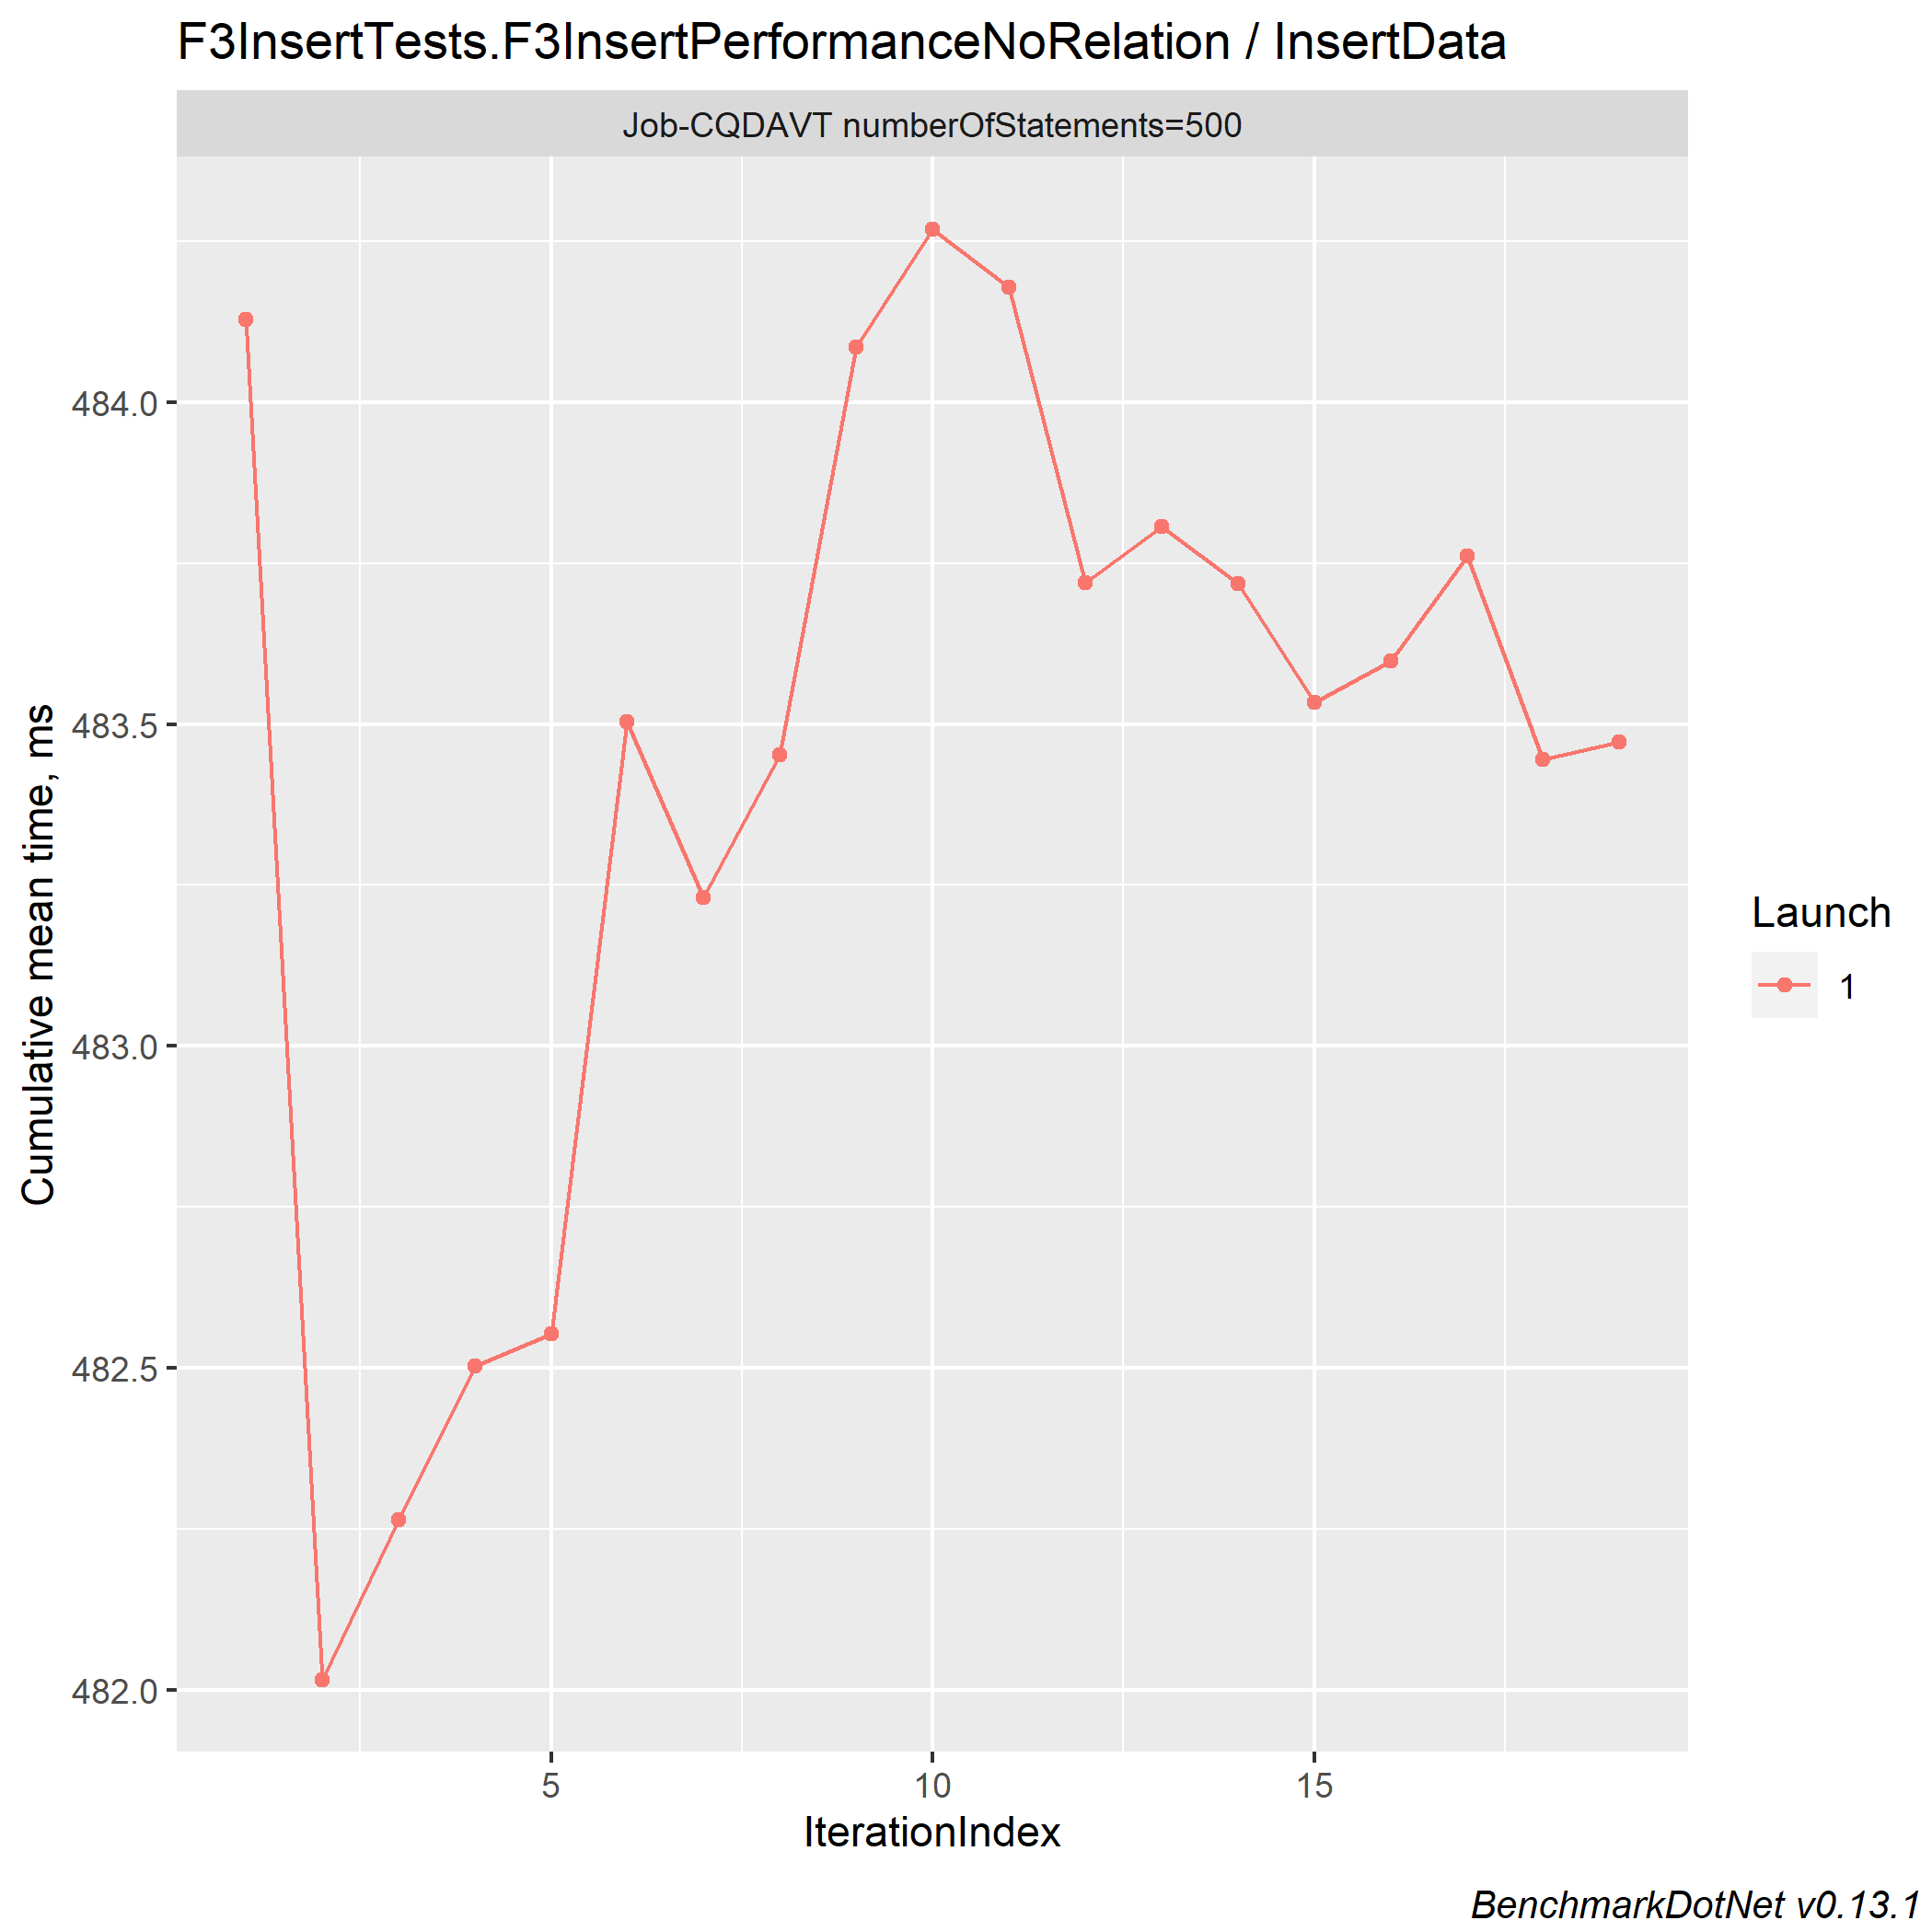 F3InsertTests.F3InsertPerformanceNoRelation / InsertData
Job-CQDAVT numberOfStatements=500
Cumulative mean time, ms
484.0
483.5
483.0
482.5
482.0
5
10
15
IterationIndex
Launch
1
BenchmarkDotNet v0.13.1